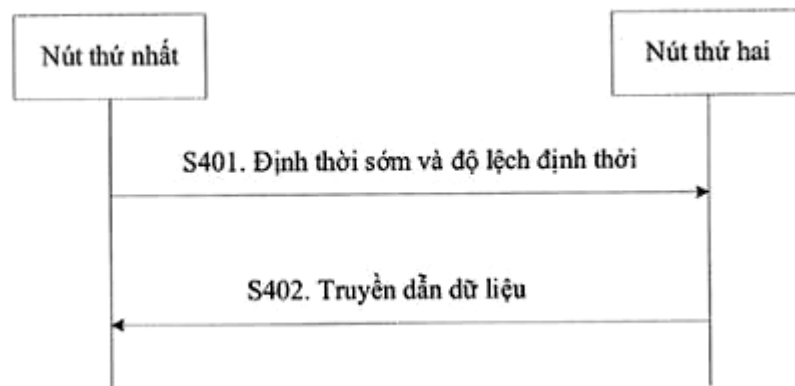 Nút thứ nhất
Nút thứ hai
S401. Định thời sớm và độ lệch định thời
S402. Truyền dẫn dữ liệu